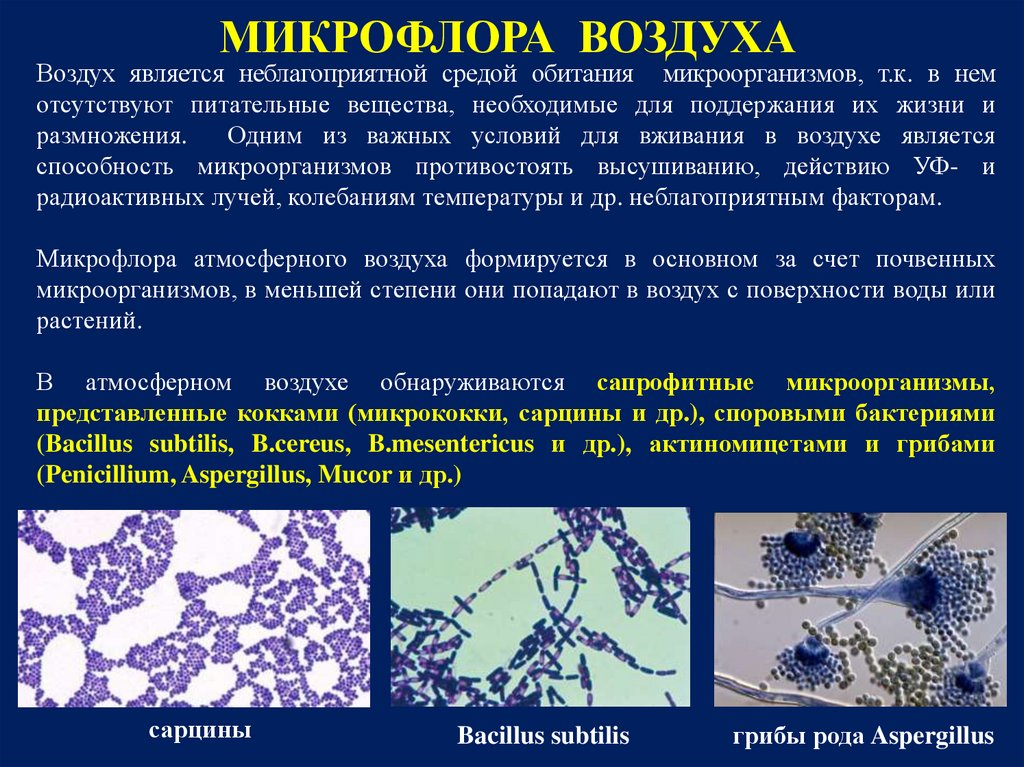 МИКРОФЛОРА ВОЗДУХА
Воздух является неблагоприятной средой обитания микроорганизмов, т.к. в нем
отсутствуют питательные вещества, необходимые для поддержания их жизни и
размножения. Одним из важных условий для вживания в воздухе является
способность микроорганизмов противостоять высушиванию, действию УФ- и
радиоактивных лучей, колебаниям температуры и др. неблагоприятным факторам.
Микрофлора атмосферного воздуха формируется в основном за счет почвенных
микроорганизмов, в меньшей степени они попадают в воздух с поверхности воды или
растений.
В атмосферном воздухе обнаруживаются сапрофитные микроорганизмы,
представленные кокками (микрококки, сарцины и др.), споровыми бактериями
(Bacillus subtilis, B.cereus, B.mesentericus и др.), актиномицетами и грибами
(Penicillium, Aspergillus, Mucor и др.)
сарцины
Bacillus subtilis
грибы рода Aspergillus